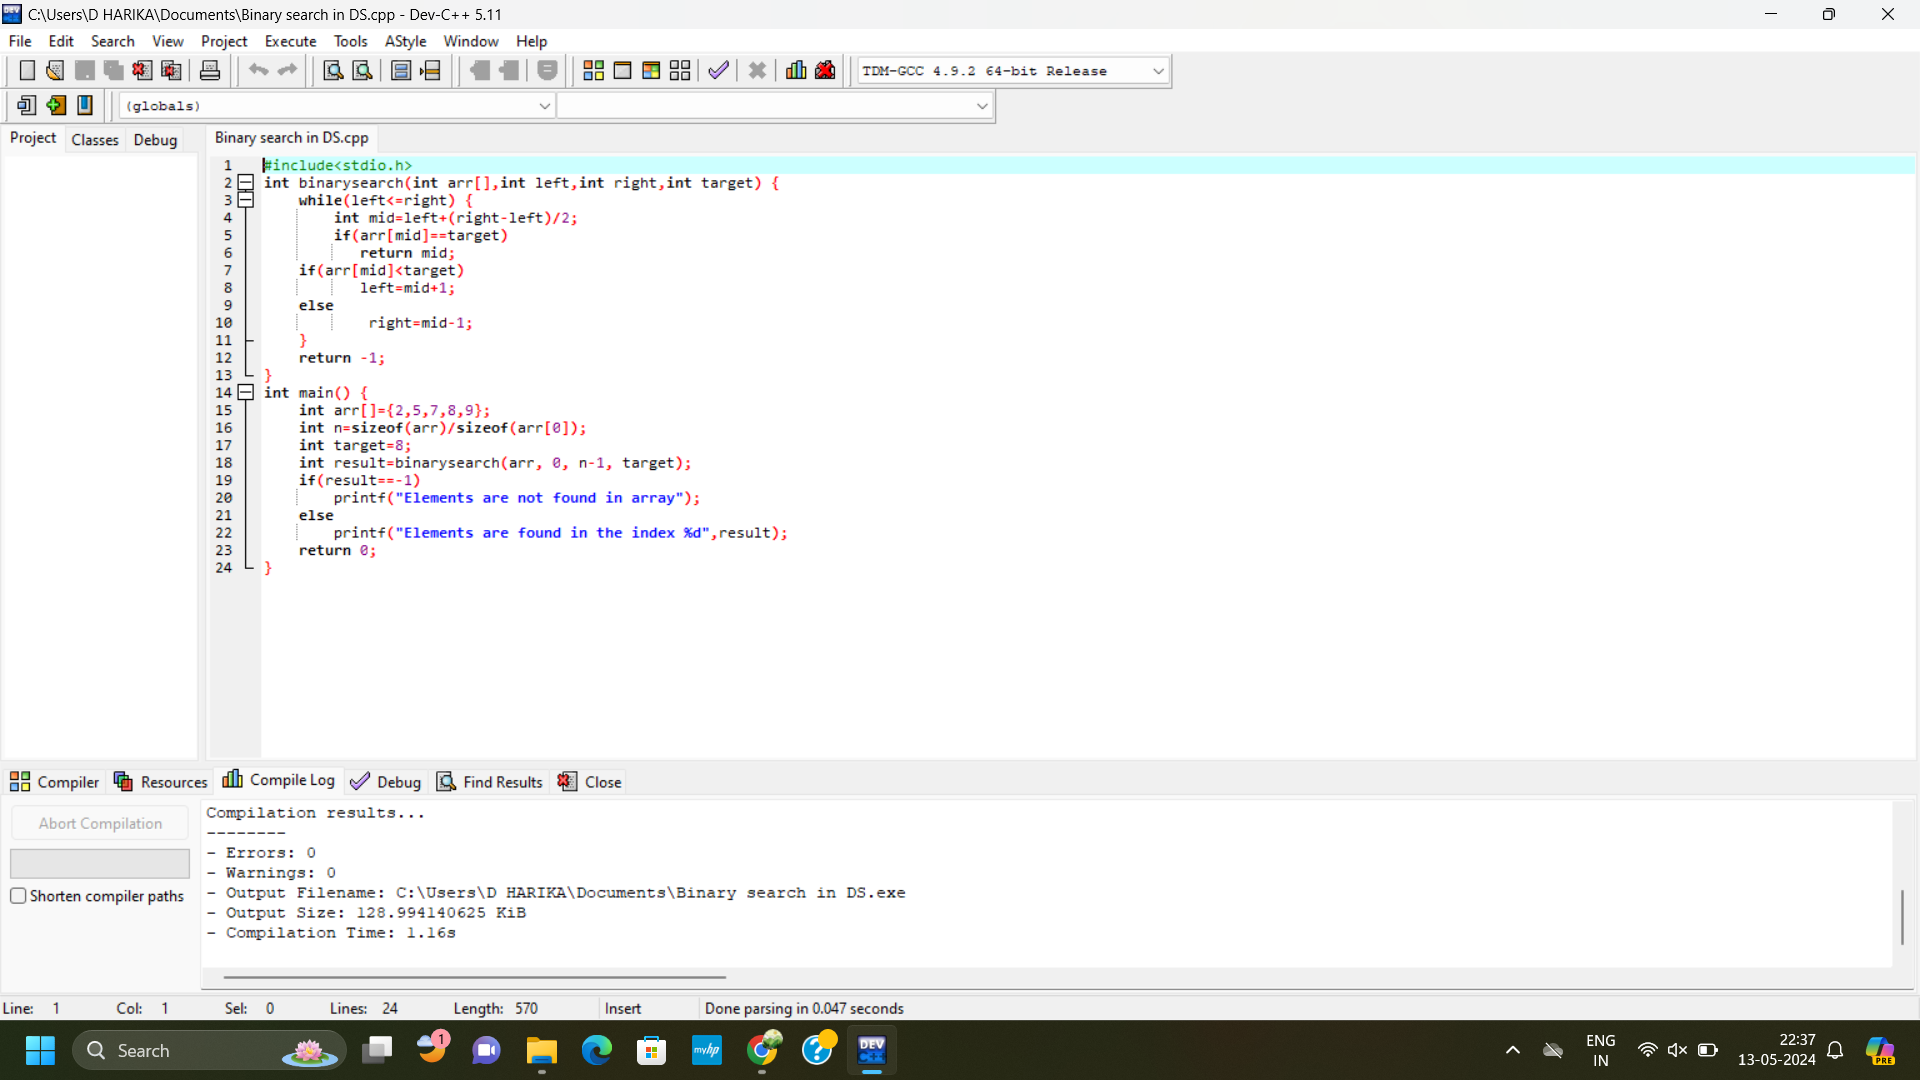 C:\Users\D HARIKA\Documents\Binary search in DS.cpp - Dev-C++ 5.11
File Edit Search View Project Execute Tools AStyle Window Help
TDM-GCC 4.9.2 64-bit Release
(globals)
Project Classes Debug Binary search in DS.cpp
1 #include<stdio.h>
2 int binarysearch(int arr[],int left,int right,int target) {
3 while(left<=right) {
4 int mid=left+(right-left)/2;
5 if(arr[mid]==target)
6 return mid;
7 if(arr[mid]<target)
8 left=mid+1;
9 else
10 right=mid-1;
11 }
12 return -1;
13 }
14 int main() {
15 int arr[]={2,5,7,8,9};
16 int n=sizeof(arr)/sizeof(arr[0]);
17 int target=8;
18 int result=binarysearch(arr, 0, n-1, target);
19 if(result==-1)
20 printf("Elements are not found in array");
21 else
22 printf("Elements are found in the index %d",result);
23 return 0;
24 }
Compiler Resources Compile Log Debug Find Results Close
Abort Compilation
Shorten compiler paths
Compilation results...
--------
- Errors: 0
- Warnings: 0
- Output Filename: C:\Users\D HARIKA\Documents\Binary search in DS.exe
- Output Size: 128.994140625 KiB
- Compilation Time: 1.16s
Line: 1 Col: 1 Sel: 0 Lines: 24 Length: 570 Insert Done parsing in 0.047 seconds
Search 1 myhp DEV C++ ENG IN 22:37 13-05-2024 PRE